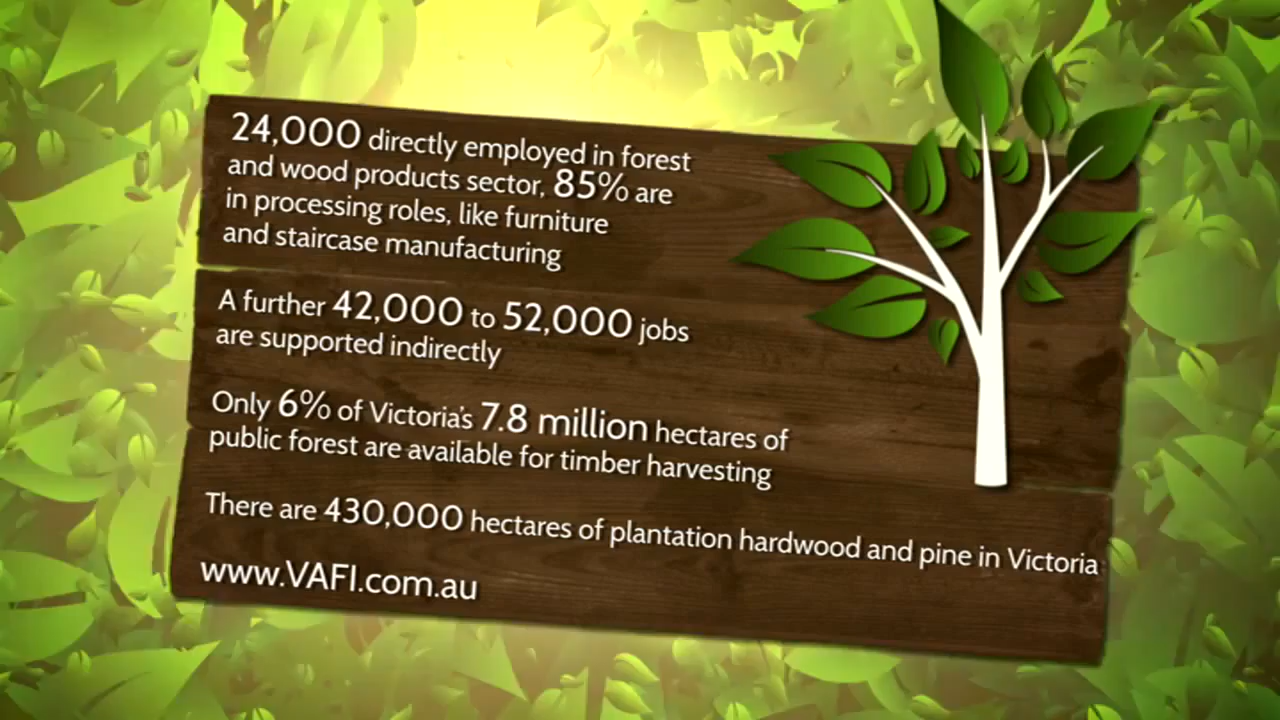 24,000 directly employed in forest
and wood products sector, 85% are
in processing roles, like furniture
and staircase manufacturing
A further 42,000 to 52,000 jobs
are supported indirectly
Only 6% of Victoria's 7.8 million hectares of
public forest are available for timber harvesting
There are 430,000 hectares of plantation hardwood and pine in Victoria
www.VAFI.com.au